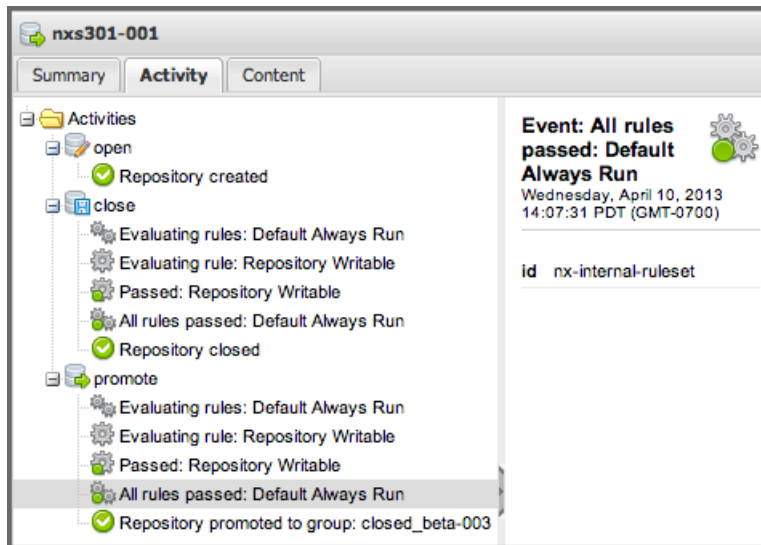 nxs301-001
Summary
Activity
Content
Activities
open
Repository created
close
Evaluating rules: Default Always Run
Evaluating rule: Repository Writable
Passed: Repository Writable
All rules passed: Default Always Run
Repository closed
promote
Evaluating rules: Default Always Run
Evaluating rule: Repository Writable
Passed: Repository Writable
All rules passed: Default Always Run
Repository promoted to group: closed_beta-003
Event: All rules
passed: Default
Always Run
Wednesday, April 10, 2013
14:07:31 PDT (GMT-0700)
id nx-internal-ruleset